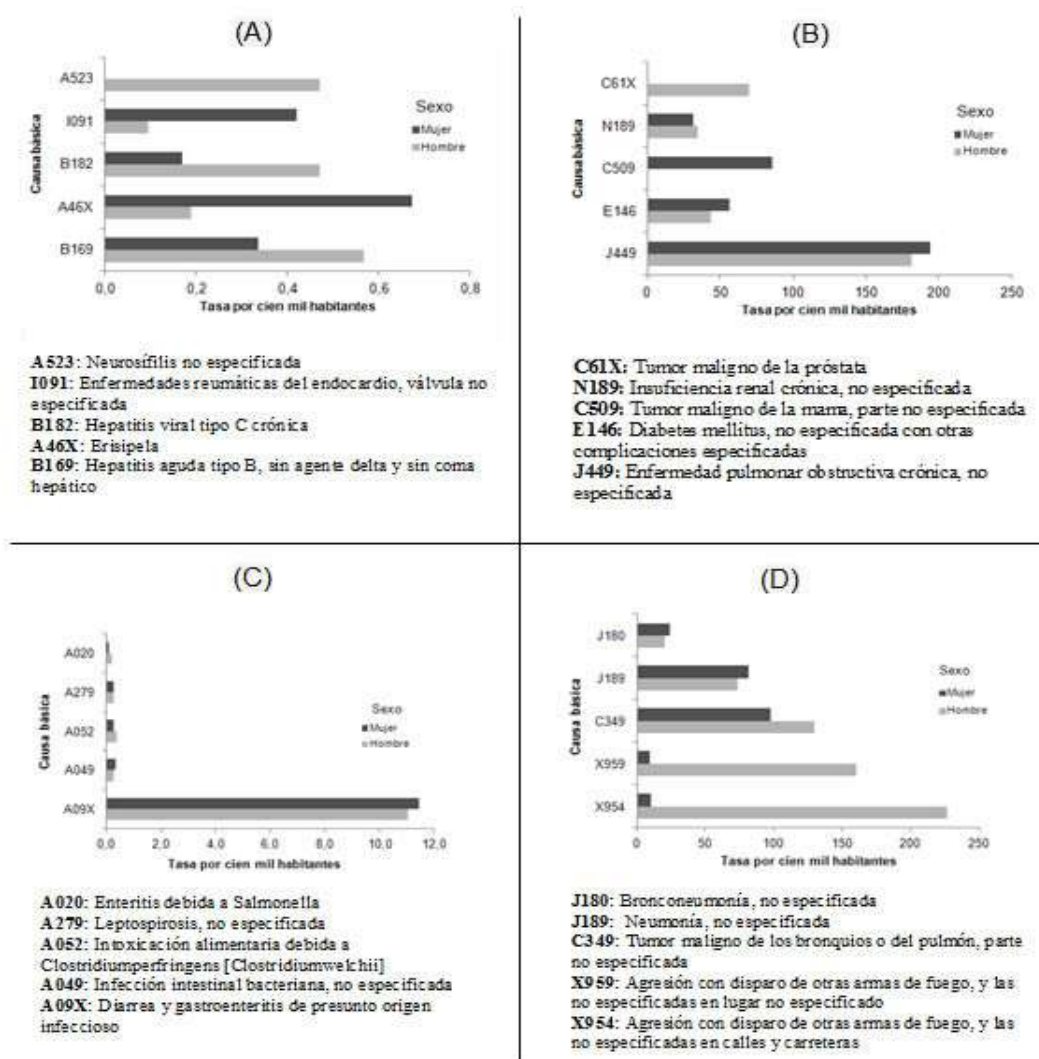 (A)
A523
I091
B182
A46X
B169
Causa básica
0,0 0,2 0,4 0,6 0,8
Tasa por cien mil habitantes
Sexo
Mujer
Hombre
A523: Neurosífilis no especificada
I091: Enfermedades reumáticas del endocardio, válvula no
especificada
B182: Hepatitis viral tipo C crónica
A46X: Erisipela
B169: Hepatitis aguda tipo B, sin agente delta y sin coma
hepático
(B)
C61X
N189
C509
E146
J449
Causa básica
0 50 100 150 200 250
Tasa por cien mil habitantes
Sexo
Mujer
Hombre
C61X: Tumor maligno de la próstata
N189: Insuficiencia renal crónica, no especificada
C509: Tumor maligno de la mama, parte no especificada
E146: Diabetes mellitus, no especificada con otras
complicaciones especificadas
J449: Enfermedad pulmonar obstructiva crónica, no
especificada
(C)
A020
A279
A052
A049
A09X
Causa básica
0,0 2,0 4,0 6,0 8,0 10,0 12,0
Tasa por cien mil habitantes
Sexo
Mujer
Hombre
A020: Enteritis debida a Salmonella
A279: Leptospirosis, no especificada
A052: Intoxicación alimentaria debida a
Clostridiumperfringens [Clostridiumwelchii]
A049: Infección intestinal bacteriana, no especificada
A09X: Diarrea y gastroenteritis de presunto origen
infeccioso
(D)
J180
J189
C349
X959
X954
Causa básica
0 50 100 150 200 250
Tasa por cien mil habitantes
Sexo
Mujer
Hombre
J180: Bronconeumonía, no especificada
J189: Neumonía, no especificada
C349: Tumor maligno de los bronquios o del pulmón, parte
no especificada
X959: Agresión con disparo de otras armas de fuego, y las
no especificadas en lugar no especificado
X954: Agresión con disparo de otras armas de fuego, y las
no especificadas en calles y carreteras